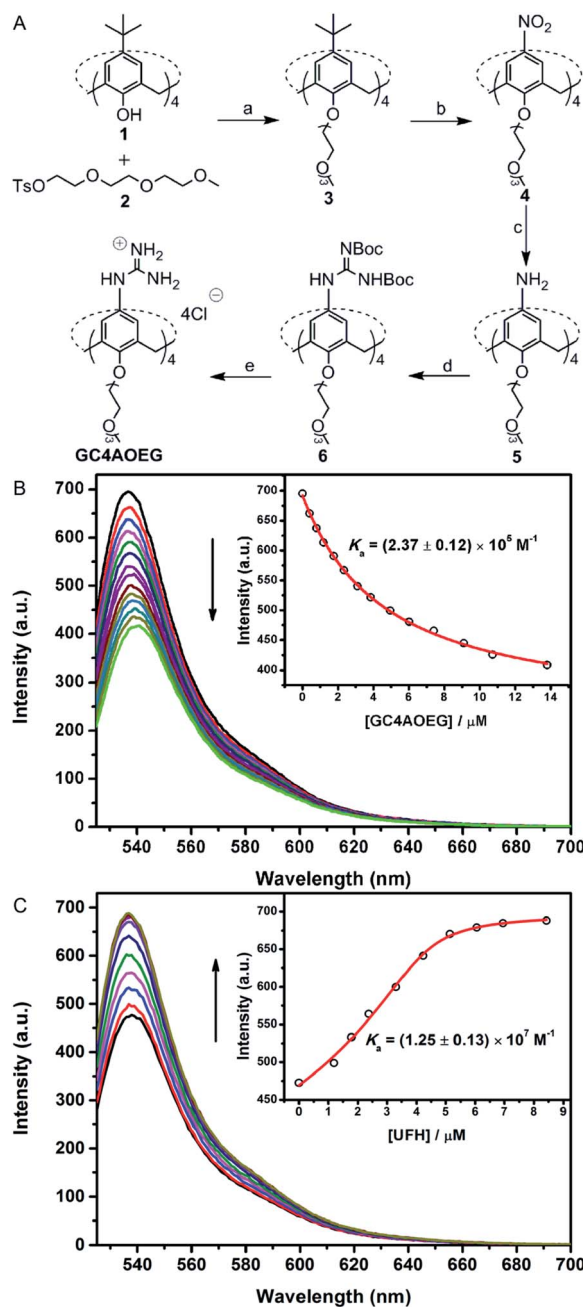 A
NO₂
( )₄ ( )₄ ( )₄
OH O O
1
a b
+
O O O
TsO O
2
( )₃ ( )₃
3 4
c
⊕
NH₂ NBoc NH₂
HN NH₂ HN NHBoc
4Cl ⊖
( )₄ ( )₄ ( )₄
e d
O O O
( )₃ ( )₃ ( )₃
GC4AOEG 6 5
B
Intensity (a.u.)
700
600
500
400
300
200
100
0
540 560 580 600 620 640 660 680 700
Wavelength (nm)
Intensity (a.u.)
700
650
600
550
500
450
400
Kₐ = (2.37 ± 0.12) × 10⁵ M⁻¹
0 2 4 6 8 10 12 14
[GC4AOEG] / μM
C
Intensity (a.u.)
700
600
500
400
300
200
100
0
540 560 580 600 620 640 660 680 700
Wavelength (nm)
Intensity (a.u.)
700
650
600
550
500
450
Kₐ = (1.25 ± 0.13) × 10⁷ M⁻¹
0 1 2 3 4 5 6 7 8 9
[UFH] / μM